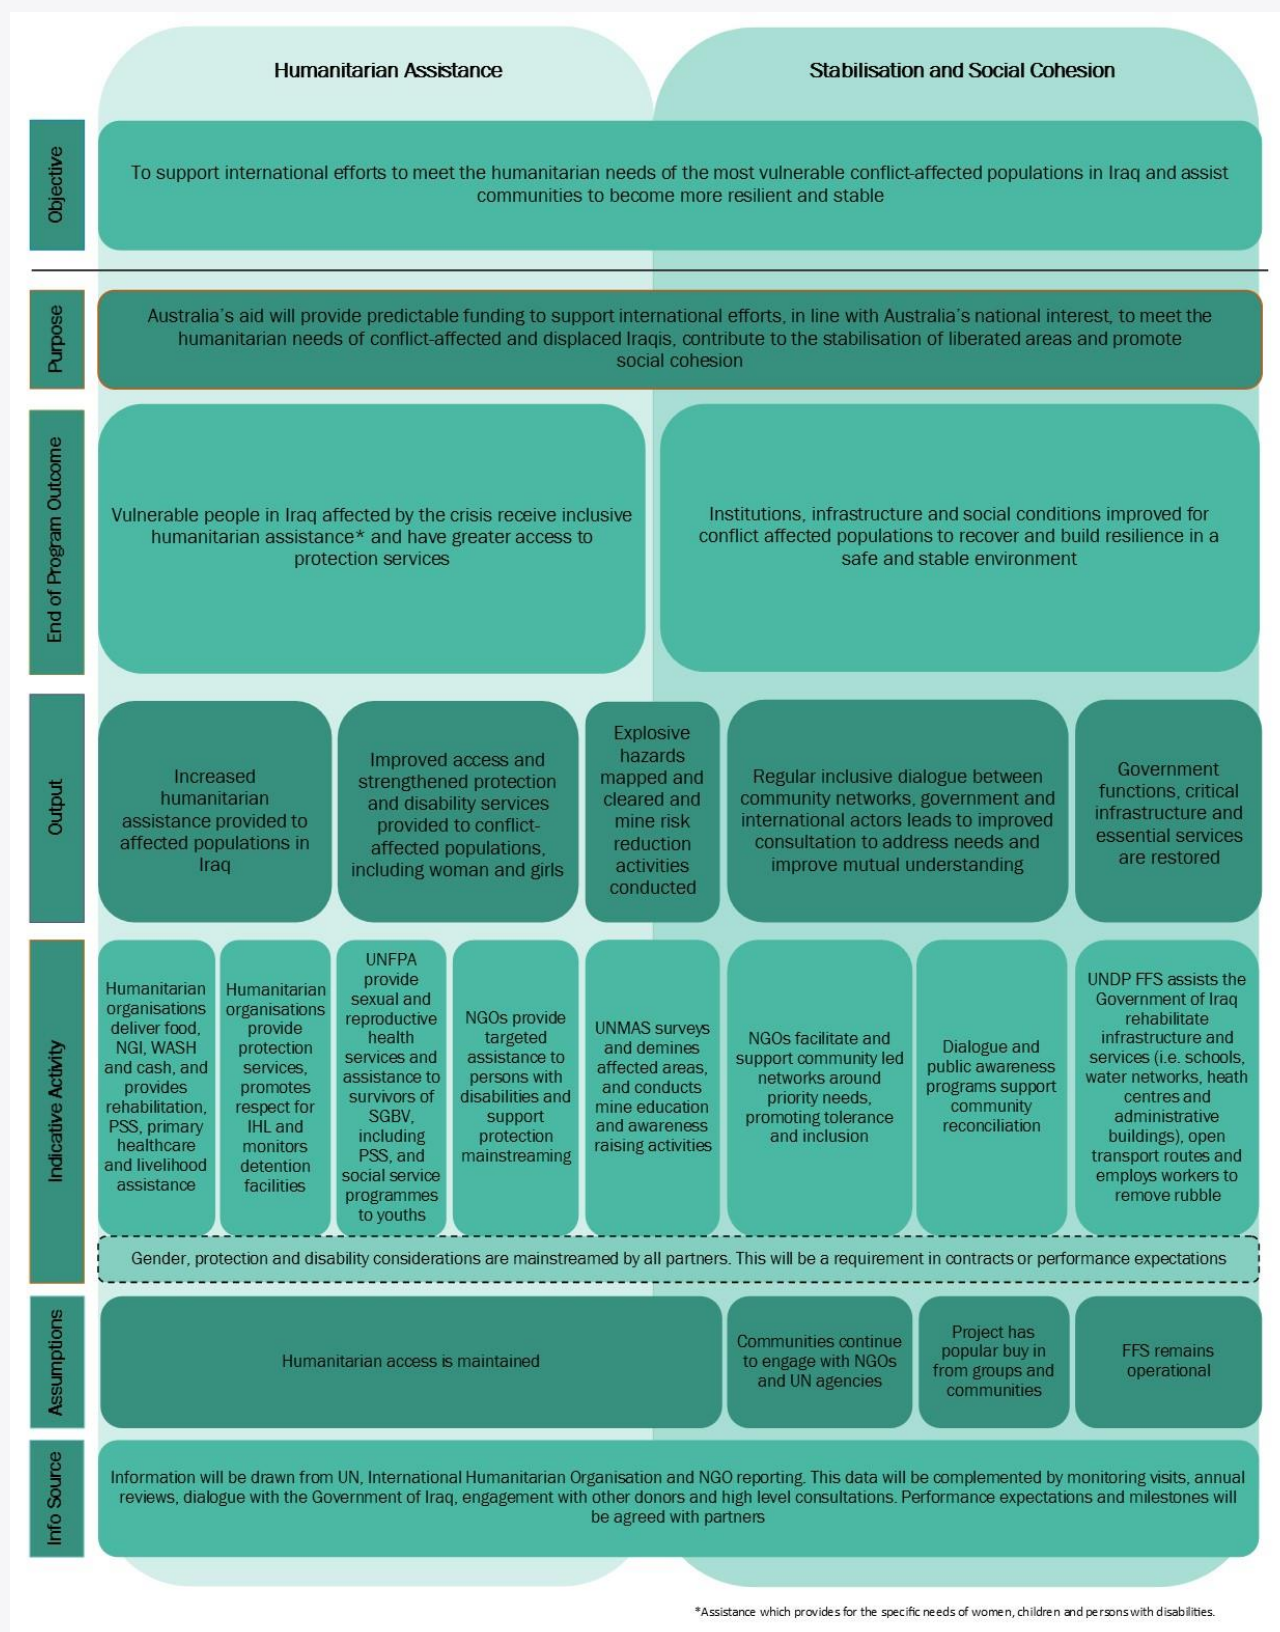 Humanitarian Assistance
Stabilisation and Social Cohesion
Objective
To support international efforts to meet the humanitarian needs of the most vulnerable conflict-affected populations in Iraq and assist
communities to become more resilient and stable
Purpose
Australia's aid will provide predictable funding to support international efforts, in line with Australia's national interest, to meet the
humanitarian needs of conflict-affected and displaced Iraqis, contribute to the stabilisation of liberated areas and promote
social cohesion
End of Program Outcome
Vulnerable people in Iraq affected by the crisis receive inclusive
humanitarian assistance* and have greater access to
protection services
Institutions, infrastructure and social conditions improved for
conflict affected populations to recover and build resilience in a
safe and stable environment
Output
Increased
humanitarian
assistance provided to
affected populations in
Iraq
Improved access and
strengthened protection
and disability services
provided to conflict-
affected populations,
including woman and girls
Explosive
hazards
mapped and
cleared and
mine risk
reduction
activities
conducted
Regular inclusive dialogue between
community networks, government and
international actors leads to improved
consultation to address needs and
improve mutual understanding
Government
functions, critical
infrastructure and
essential services
are restored
Indicative Activity
Humanitarian
organisations
deliver food,
NGI, WASH
and cash, and
provides
rehabilitation,
PSS, primary
healthcare
and livelihood
assistance
Humanitarian
organisations
provide
protection
services,
promotes
respect for
IHL and
monitors
detention
facilities
UNFPA
provide
sexual and
reproductive
health
services and
assistance to
survivors of
SGBV,
including
PSS, and
social service
programmes
to youths
NGOs provide
targeted
assistance to
persons with
disabilities and
support
protection
mainstreaming
UNMAS surveys
and demines
affected areas,
and conducts
mine education
and awareness
raising activities
NGOs facilitate and
support community led
networks around
priority needs,
promoting tolerance
and inclusion
Dialogue and
public awareness
programs support
community
reconciliation
UNDP FFS assists the
Government of Iraq
rehabilitate
infrastructure and
services (i.e. schools,
water networks, heath
centres and
administrative
buildings), open
transport routes and
employs workers to
remove rubble
Gender, protection and disability considerations are mainstreamed by all partners. This will be a requirement in contracts or performance expectations
Assumptions
Humanitarian access is maintained
Communities continue
to engage with NGOs
and UN agencies
Project has
popular buy in
from groups and
communities
FFS remains
operational
Info Source
Information will be drawn from UN, International Humanitarian Organisation and NGO reporting. This data will be complemented by monitoring visits, annual
reviews, dialogue with the Government of Iraq, engagement with other donors and high level consultations. Performance expectations and milestones will
be agreed with partners
*Assistance which provides for the specific needs of women, children and persons with disabilities.